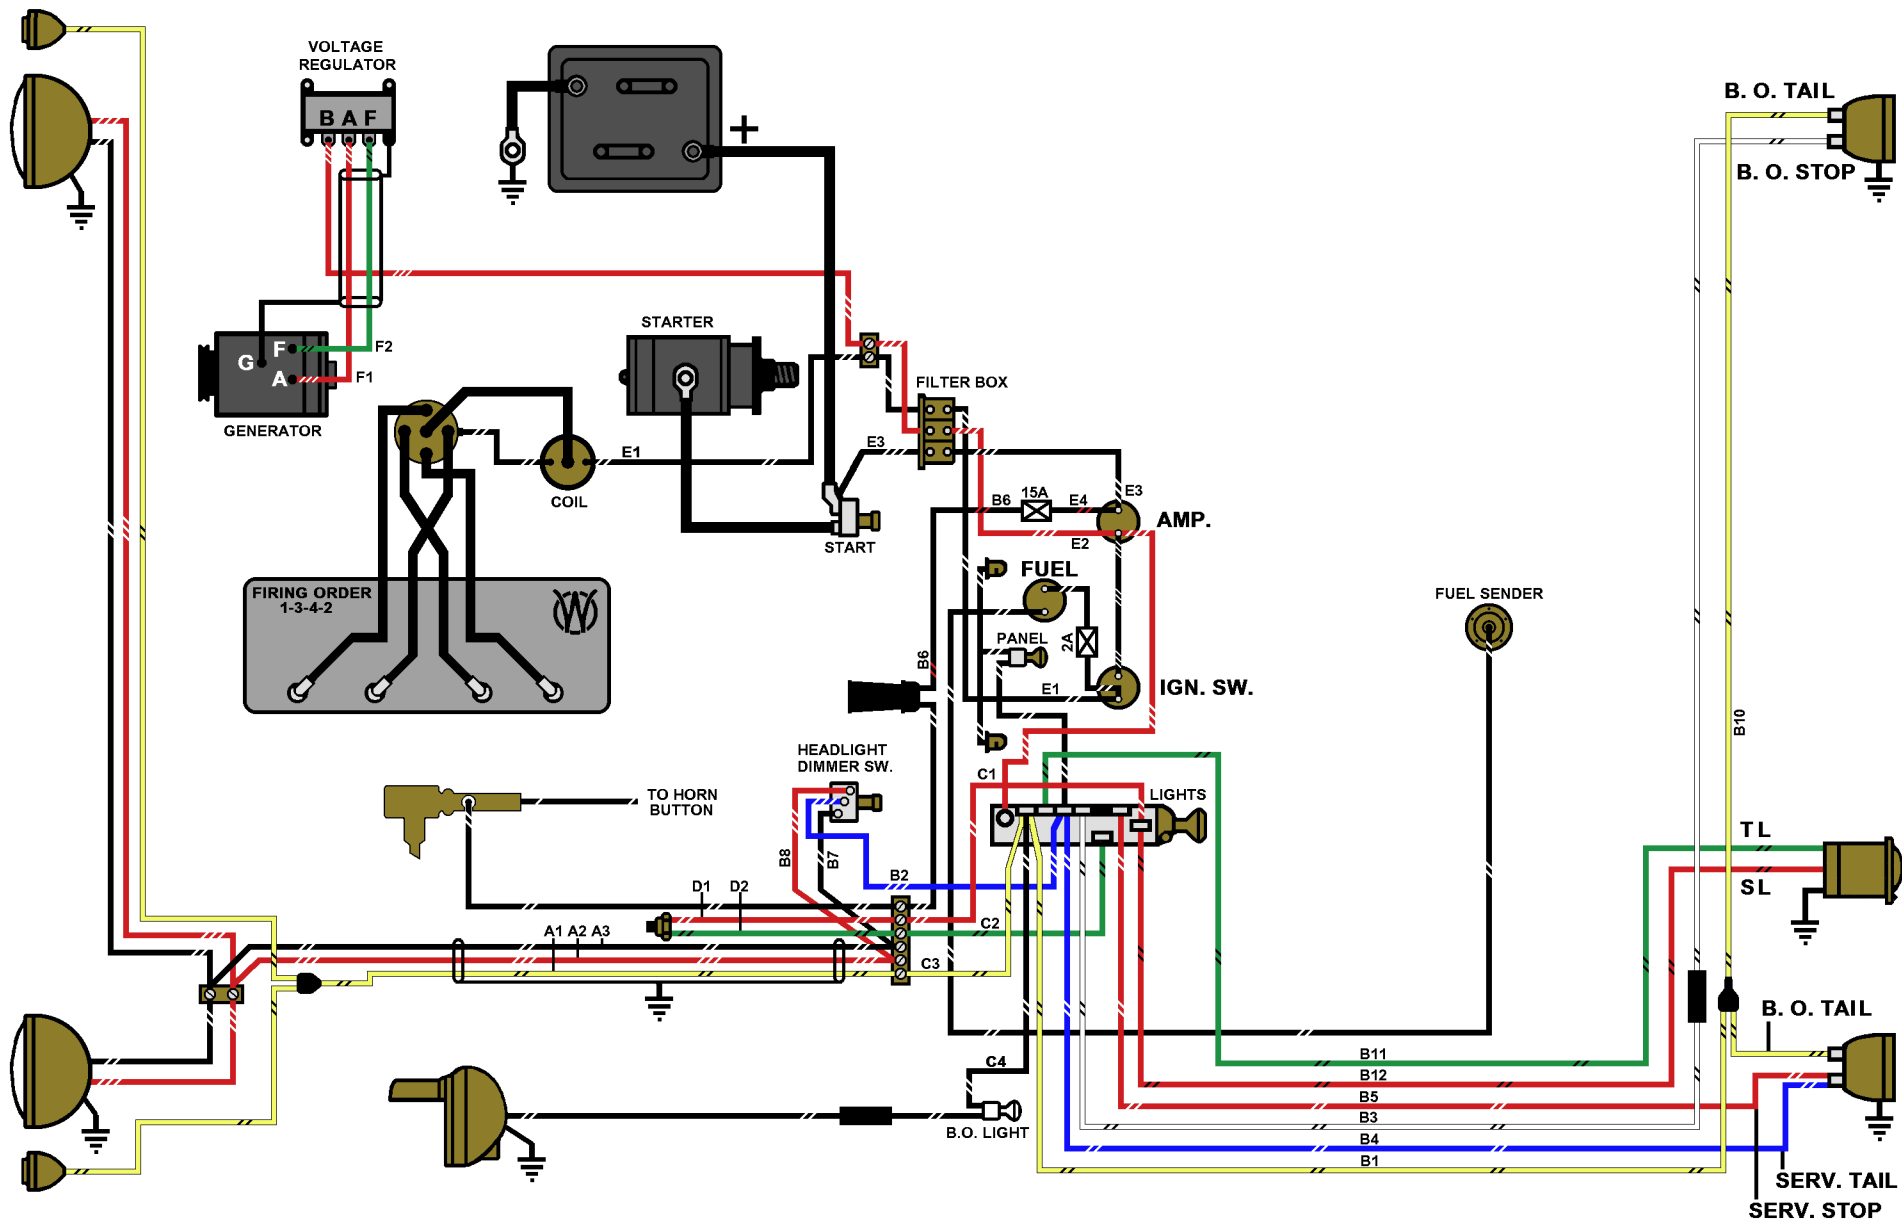 VOLTAGE
REGULATOR
B A F
+
B. O. TAIL
B. O. STOP
STARTER
F
G
A
F2
F1
GENERATOR
FILTER BOX
E1
E3
COIL
START
B6
15A
E4
E3
AMP.
E2
FUEL
FIRING ORDER
1-3-4-2
W
PANEL
2A
B6
E1
IGN. SW.
FUEL SENDER
B10
HEADLIGHT
DIMMER SW.
C1
TO HORN
BUTTON
LIGHTS
B8
B7
B2
TL
SL
D1
D2
C2
A1
A2
A3
C3
B. O. TAIL
C4
B.O. LIGHT
B11
B12
B5
B3
B4
B1
SERV. TAIL
SERV. STOP